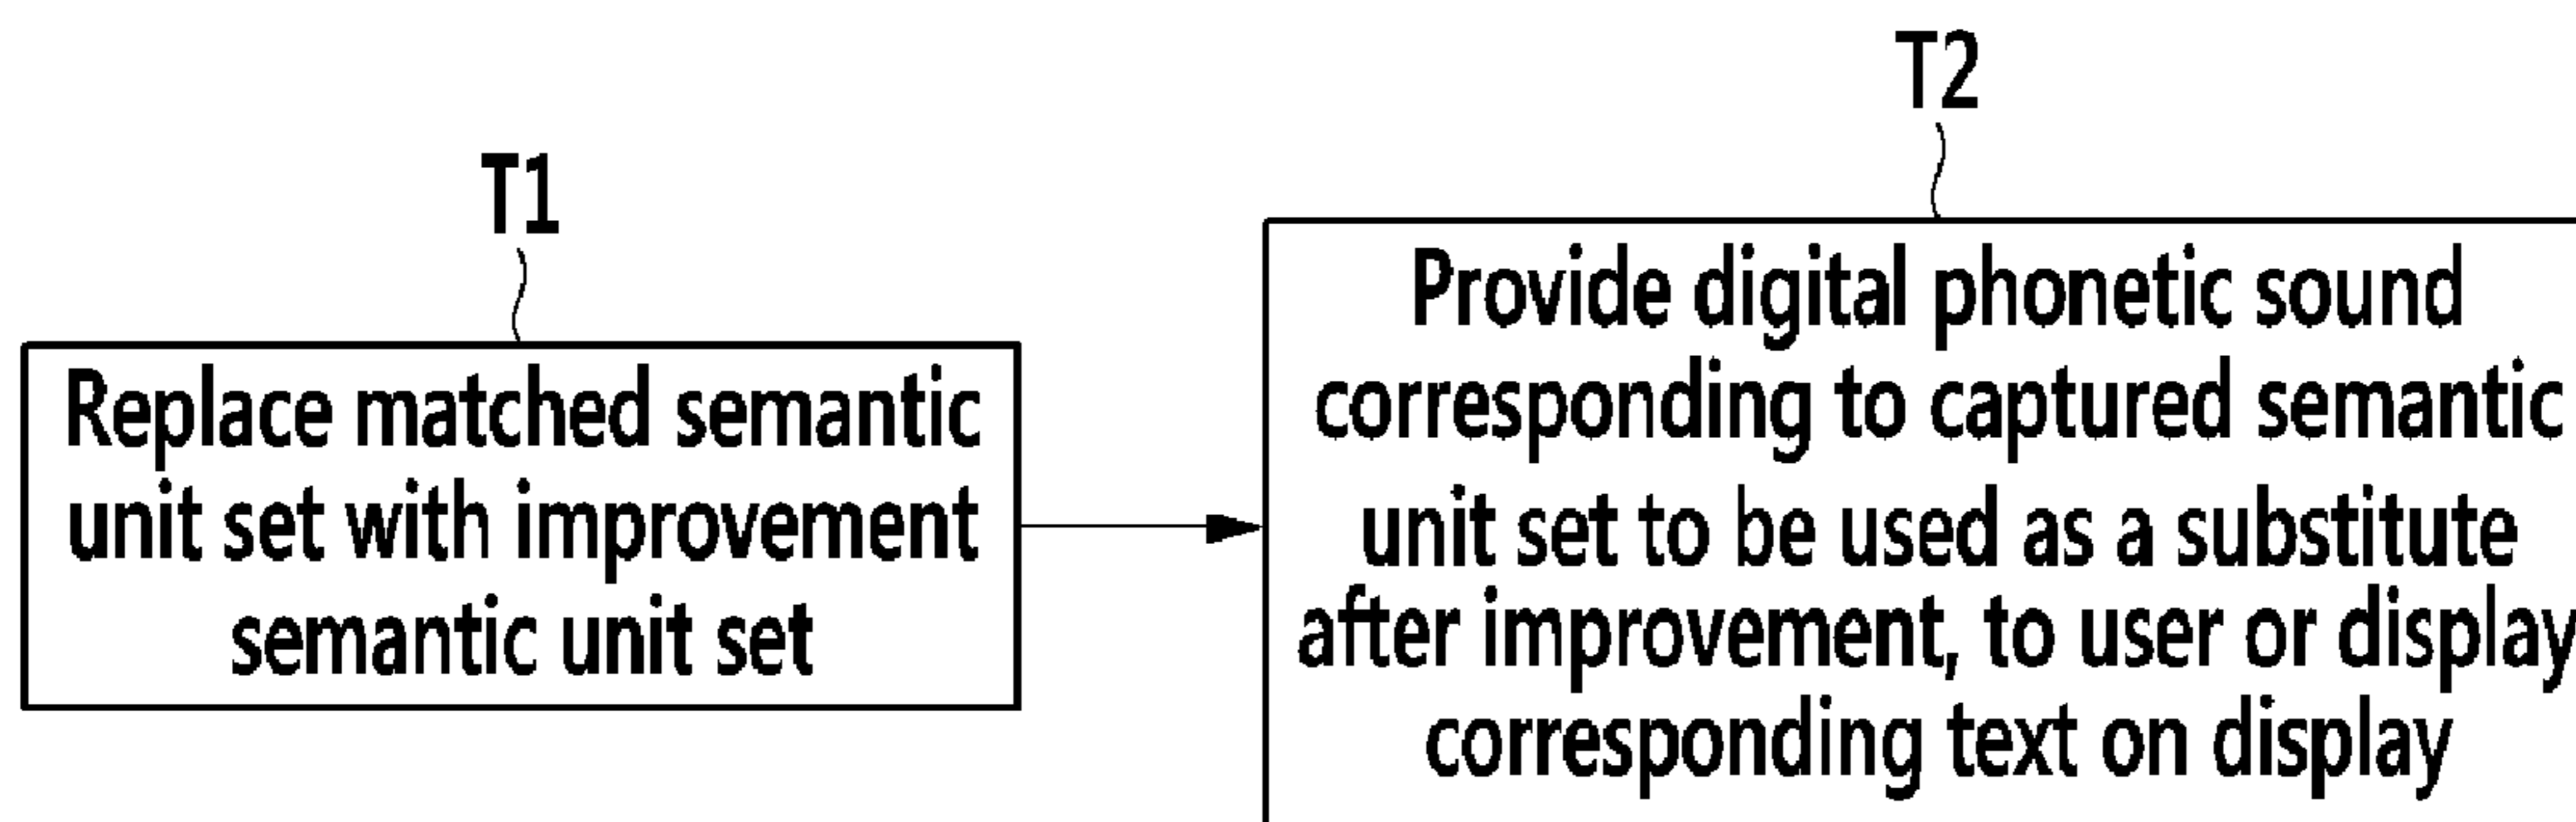 T1
Replace matched semantic
unit set with improvement
semantic unit set
T2
Provide digital phonetic sound
corresponding to captured semantic
unit set to be used as a substitute
after improvement, to user or display
corresponding text on display